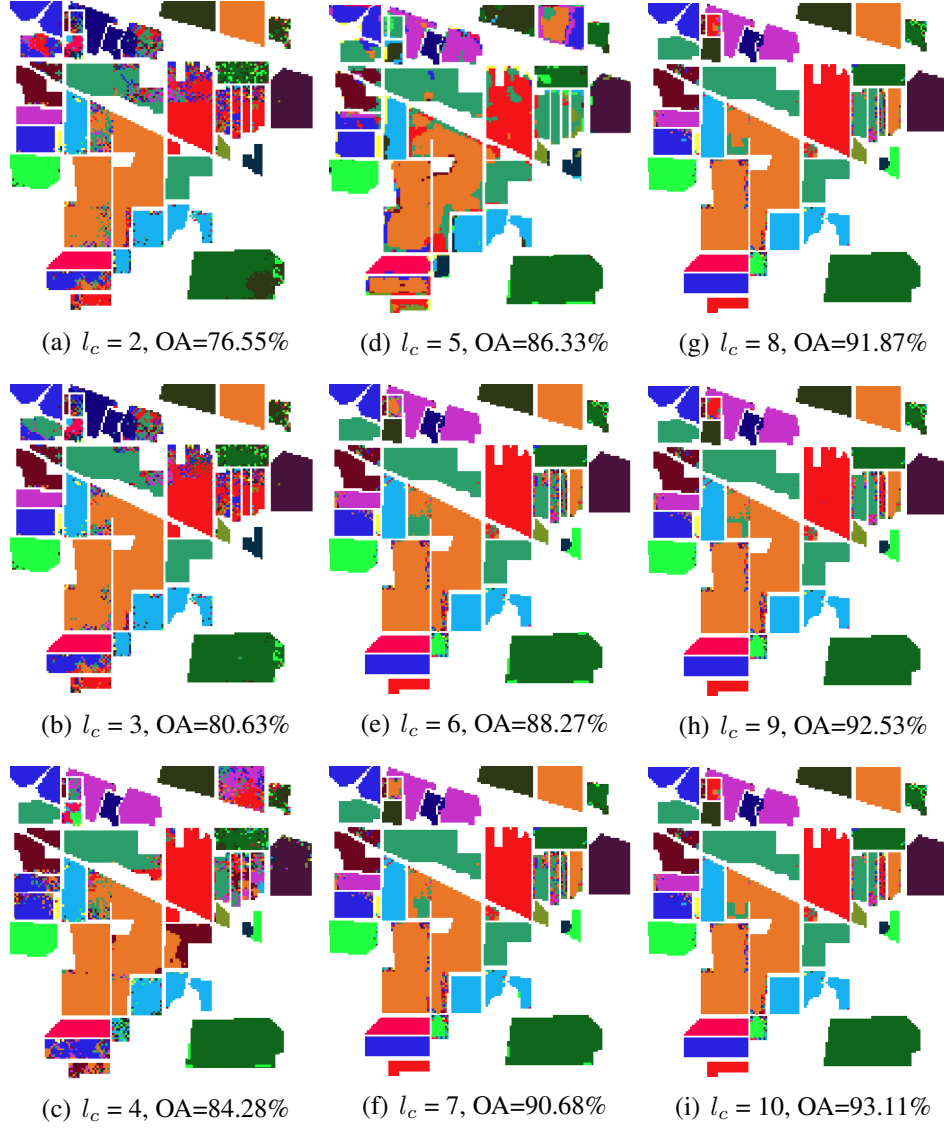 (a) l_c = 2, OA=76.55%
(d) l_c = 5, OA=86.33%
(g) l_c = 8, OA=91.87%
(b) l_c = 3, OA=80.63%
(e) l_c = 6, OA=88.27%
(h) l_c = 9, OA=92.53%
(c) l_c = 4, OA=84.28%
(f) l_c = 7, OA=90.68%
(i) l_c = 10, OA=93.11%